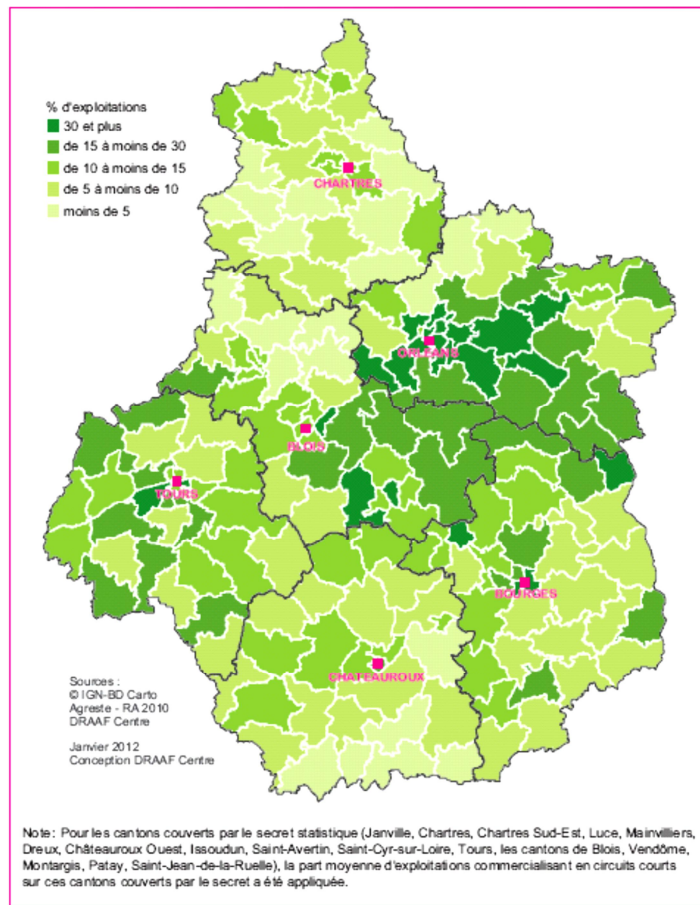 % d'exploitations
30 et plus
de 15 à moins de 30
de 10 à moins de 15
de 5 à moins de 10
moins de 5
CHARTRES
ORLEANS
BLOIS
TOURS
BOURGES
CHATEAUROUX
Sources :
© IGN-BD Carto
Agreste - RA 2010
DRAAF Centre
Janvier 2012
Conception DRAAF Centre
Note : Pour les cantons couverts par le secret statistique (Janville, Chartres, Chartres Sud-Est, Luce, Mainvilliers,
Dreux, Châteauroux Ouest, Issoudun, Saint-Avertin, Saint-Cyr-sur-Loire, Tours, les cantons de Blois, Vendôme,
Montargis, Patay, Saint-Jean-de-la-Ruelle), la part moyenne d'exploitations commercialisant en circuits courts
sur ces cantons couverts par le secret a été appliquée.